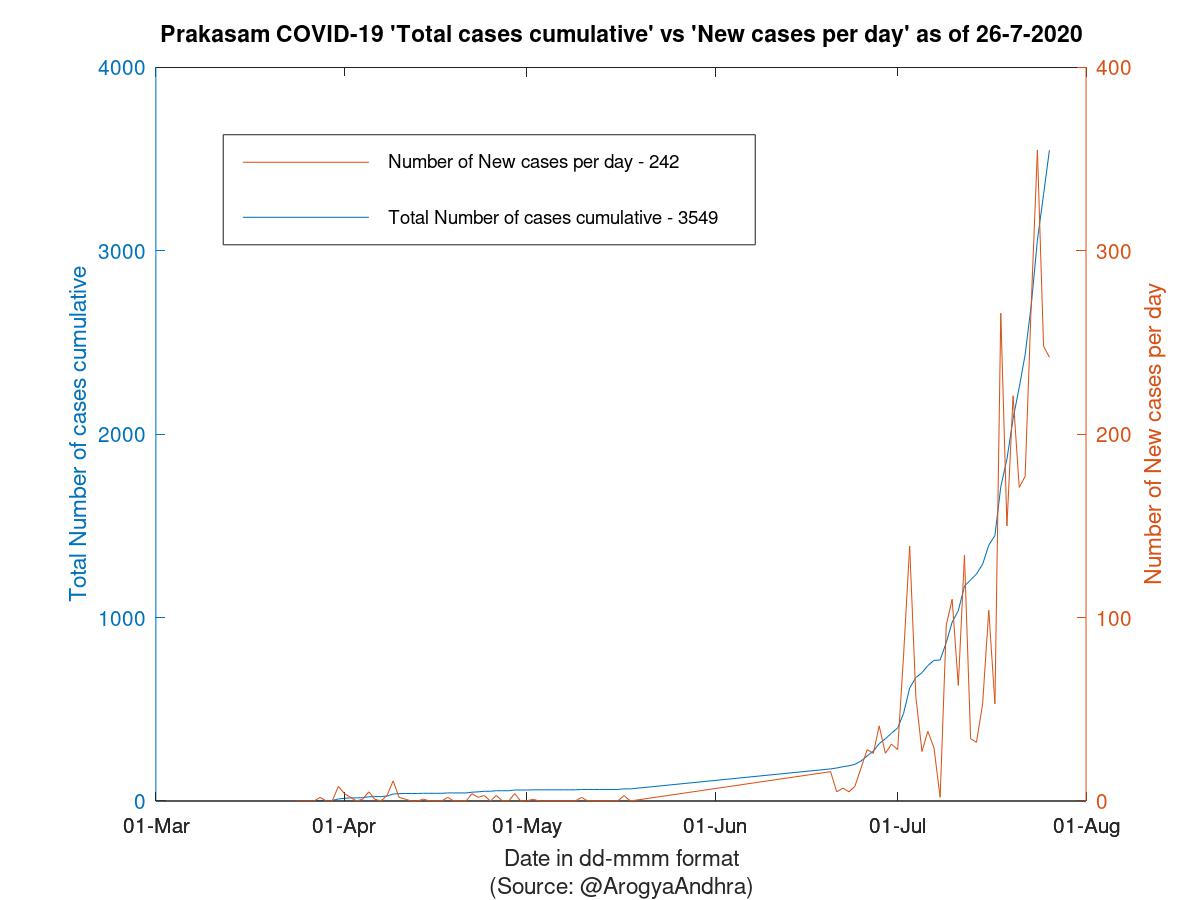 Prakasam COVID-19 'Total cases cumulative' vs 'New cases per day' as of 26-7-2020
4000
3000
2000
1000
0
Total Number of cases cumulative
Number of New cases per day - 242
Total Number of cases cumulative - 3549
400
300
200
100
0
Number of New cases per day
01-Mar
01-Apr
01-May
01-Jun
01-Jul
01-Aug
Date in dd-mmm format
(Source: @ArogyaAndhra)